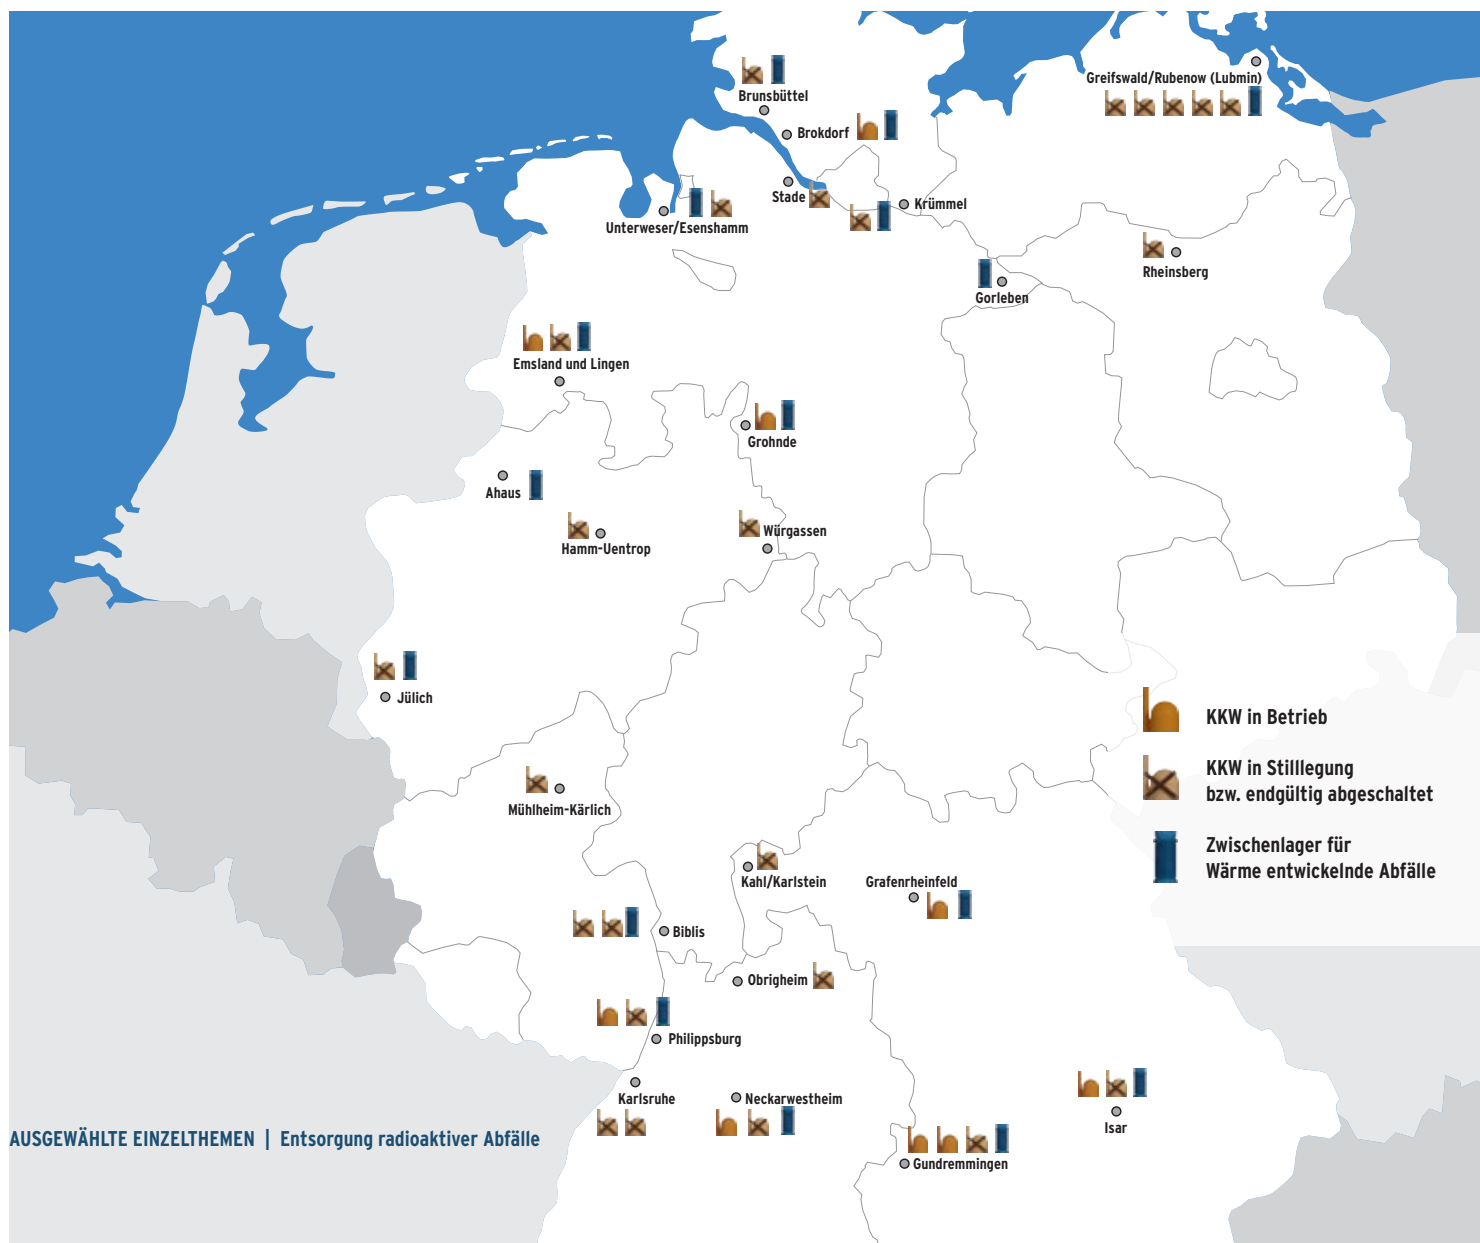 Greifswald/Rubenow (Lubmin)
Brunsbüttel
Brokdorf
Stade
Krümmel
Unterweser/Esenshamm
Rheinsberg
Gorleben
Emsland und Lingen
Grohnde
Ahaus
Würgassen
Hamm-Uentrop
Jülich
KKW in Betrieb
KKW in Stilllegung
bzw. endgültig abgeschaltet
Mühlheim-Kärlich
Zwischenlager für
Wärme entwickelnde Abfälle
Kahl/Karlstein
Grafenrheinfeld
Biblis
Obrigheim
Philippsburg
Karlsruhe
Neckarwestheim
Isar
AUSGEWÄHLTE EINZELTHEMEN | Entsorgung radioaktiver Abfälle
Gundremmingen